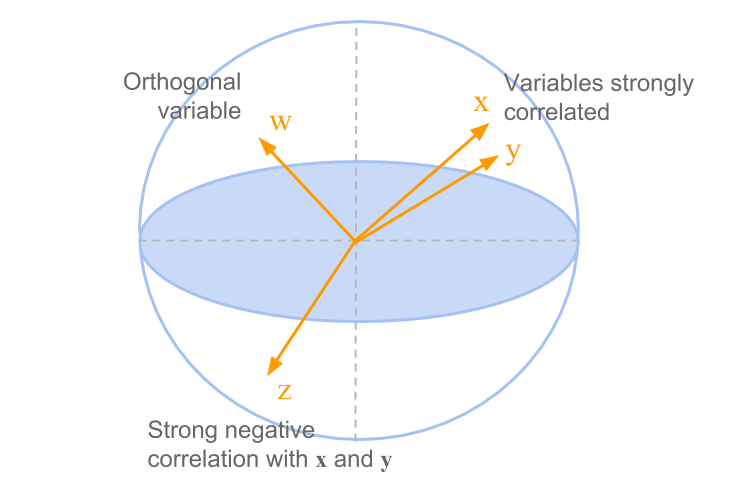 Orthogonal
variable
w
x
Variables strongly
correlated
y
z
Strong negative
correlation with x and y